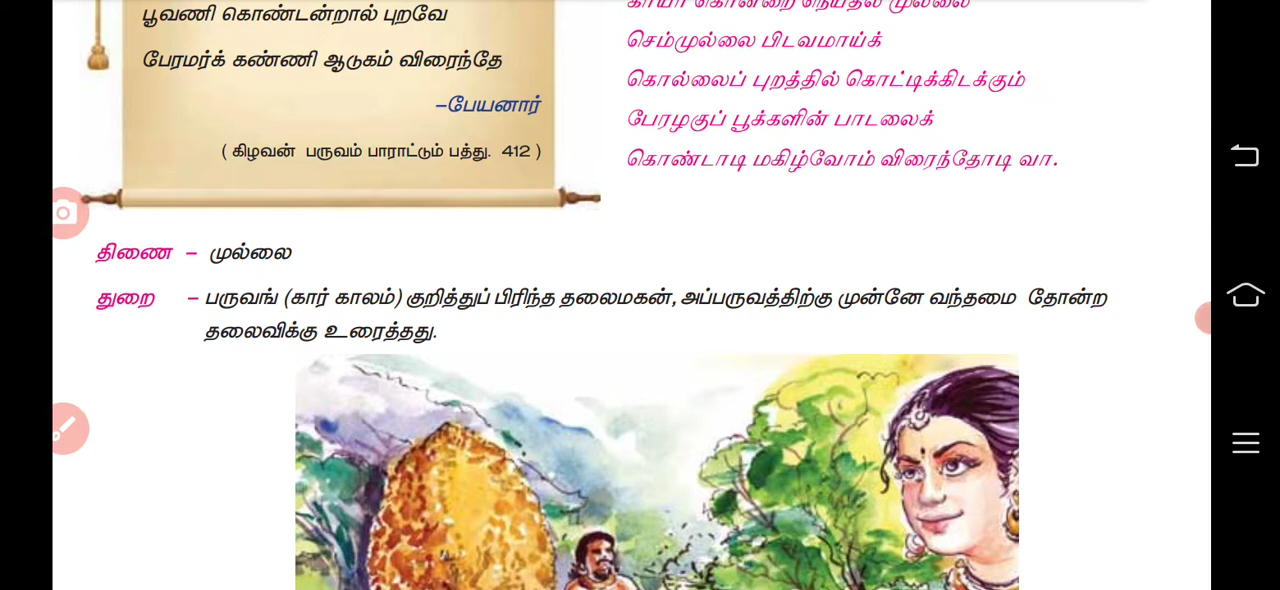 பூவணி கொண்டன்றால் புறவே
பேரமர்க் கண்ணி ஆடுகம் விரைந்தே
–பேயனார்
( கிழவன் பருவம் பாராட்டும் பத்து. 412 )
காயா கொன்றை நெய்தல் முல்லை
செம்முல்லை பிடவமாய்க்
கொல்லைப் புறத்தில் கொட்டிக்கிடக்கும்
பேரழகுப் பூக்களின் பாடலைக்
கொண்டாடி மகிழ்வோம் விரைந்தோடி வா.
திணை – முல்லை
துறை – பருவங் (கார் காலம்) குறித்துப் பிரிந்த தலைமகன், அப்பருவத்திற்கு முன்னே வந்தமை தோன்ற
தலைவிக்கு உரைத்தது.